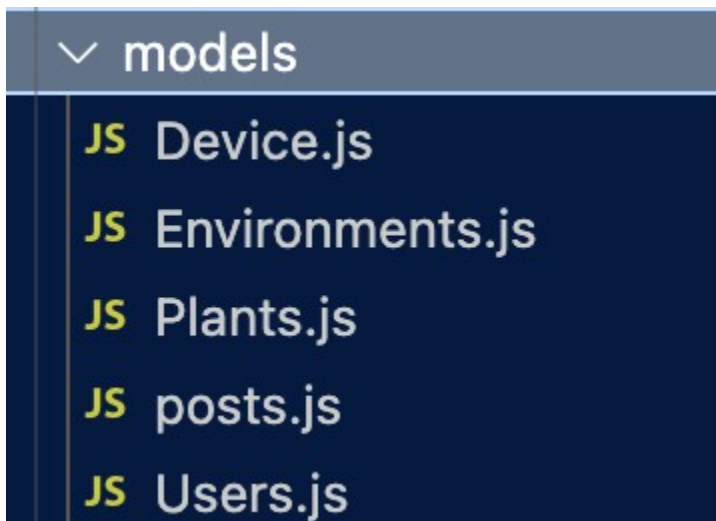 models
JS Device.js
JS Environments.js
JS Plants.js
JS posts.js
JS Users.js